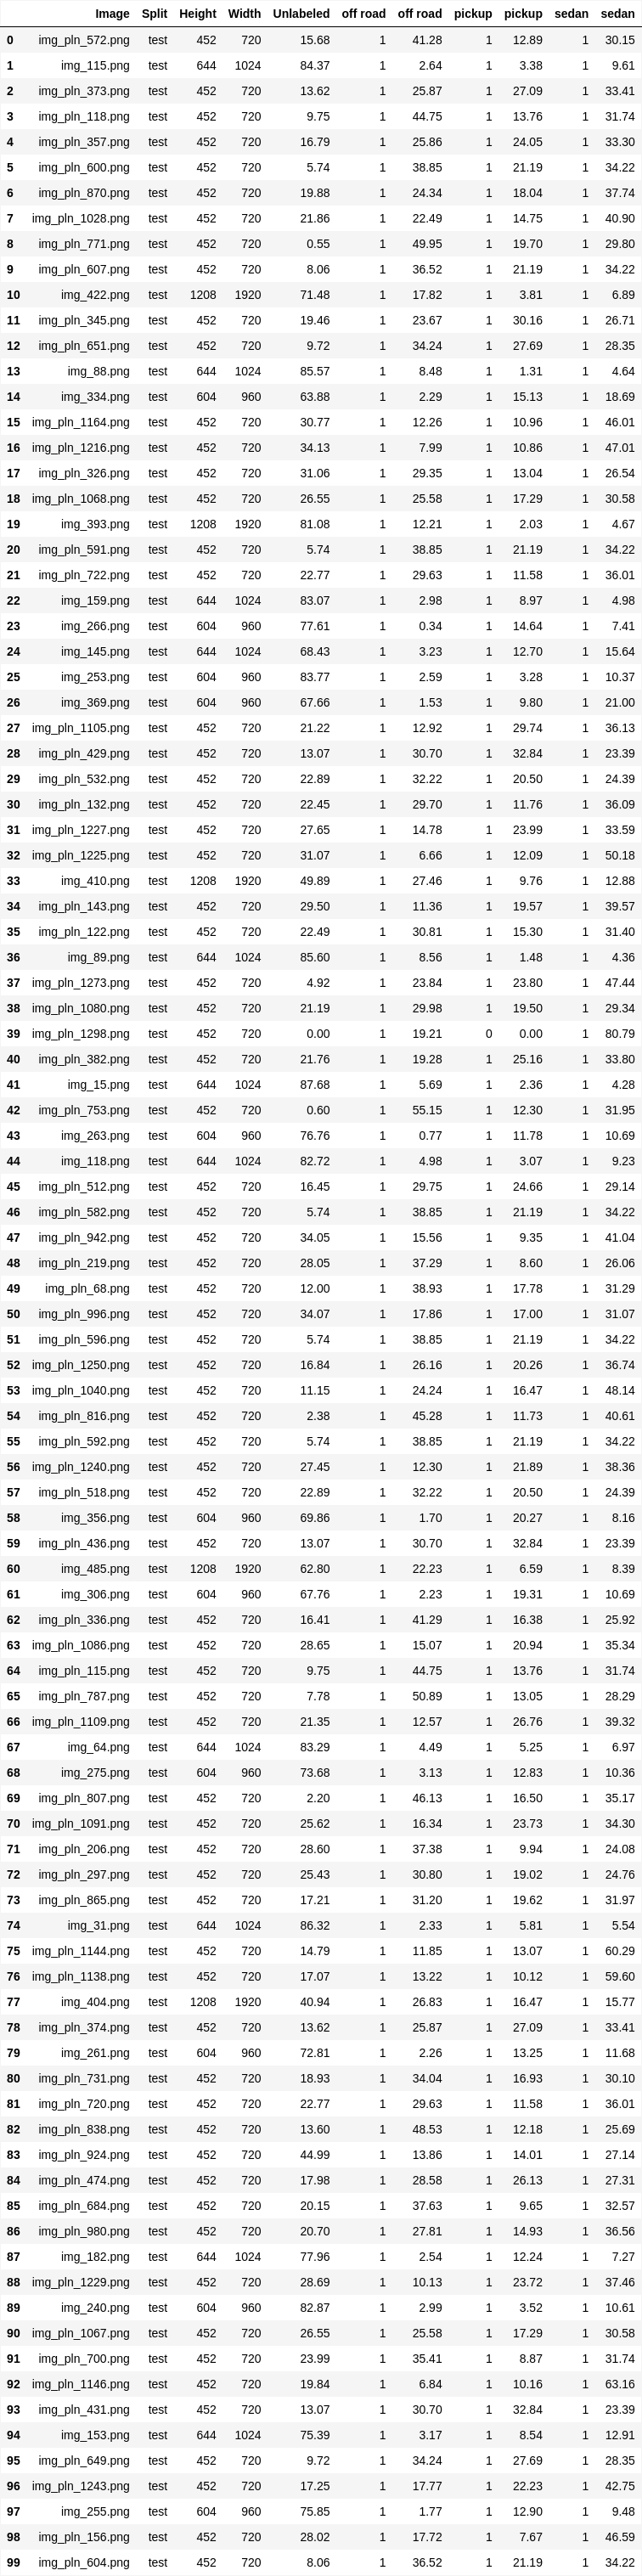 Image Split Height Width Unlabeled off road off road pickup pickup sedan sedan
0 img_pln_572.png test 452 720 15.68 1 41.28 1 12.89 1 30.15
1 img_115.png test 644 1024 84.37 1 2.64 1 3.38 1 9.61
2 img_pln_373.png test 452 720 13.62 1 25.87 1 27.09 1 33.41
3 img_pln_118.png test 452 720 9.75 1 44.75 1 13.76 1 31.74
4 img_pln_357.png test 452 720 16.79 1 25.86 1 24.05 1 33.30
5 img_pln_600.png test 452 720 5.74 1 38.85 1 21.19 1 34.22
6 img_pln_870.png test 452 720 19.88 1 24.34 1 18.04 1 37.74
7 img_pln_1028.png test 452 720 21.86 1 22.49 1 14.75 1 40.90
8 img_pln_771.png test 452 720 0.55 1 49.95 1 19.70 1 29.80
9 img_pln_607.png test 452 720 8.06 1 36.52 1 21.19 1 34.22
10 img_422.png test 1208 1920 71.48 1 17.82 1 3.81 1 6.89
11 img_pln_345.png test 452 720 19.46 1 23.67 1 30.16 1 26.71
12 img_pln_651.png test 452 720 9.72 1 34.24 1 27.69 1 28.35
13 img_88.png test 644 1024 85.57 1 8.48 1 1.31 1 4.64
14 img_334.png test 604 960 63.88 1 2.29 1 15.13 1 18.69
15 img_pln_1164.png test 452 720 30.77 1 12.26 1 10.96 1 46.01
16 img_pln_1216.png test 452 720 34.13 1 7.99 1 10.86 1 47.01
17 img_pln_326.png test 452 720 31.06 1 29.35 1 13.04 1 26.54
18 img_pln_1068.png test 452 720 26.55 1 25.58 1 17.29 1 30.58
19 img_393.png test 1208 1920 81.08 1 12.21 1 2.03 1 4.67
20 img_pln_591.png test 452 720 5.74 1 38.85 1 21.19 1 34.22
21 img_pln_722.png test 452 720 22.77 1 29.63 1 11.58 1 36.01
22 img_159.png test 644 1024 83.07 1 2.98 1 8.97 1 4.98
23 img_266.png test 604 960 77.61 1 0.34 1 14.64 1 7.41
24 img_145.png test 644 1024 68.43 1 3.23 1 12.70 1 15.64
25 img_253.png test 604 960 83.77 1 2.59 1 3.28 1 10.37
26 img_369.png test 604 960 67.66 1 1.53 1 9.80 1 21.00
27 img_pln_1105.png test 452 720 21.22 1 12.92 1 29.74 1 36.13
28 img_pln_429.png test 452 720 13.07 1 30.70 1 32.84 1 23.39
29 img_pln_532.png test 452 720 22.89 1 32.22 1 20.50 1 24.39
30 img_pln_132.png test 452 720 22.45 1 29.70 1 11.76 1 36.09
31 img_pln_1227.png test 452 720 27.65 1 14.78 1 23.99 1 33.59
32 img_pln_1225.png test 452 720 31.07 1 6.66 1 12.09 1 50.18
33 img_410.png test 1208 1920 49.89 1 27.46 1 9.76 1 12.88
34 img_pln_143.png test 452 720 29.50 1 11.36 1 19.57 1 39.57
35 img_pln_122.png test 452 720 22.49 1 30.81 1 15.30 1 31.40
36 img_89.png test 644 1024 85.60 1 8.56 1 1.48 1 4.36
37 img_pln_1273.png test 452 720 4.92 1 23.84 1 23.80 1 47.44
38 img_pln_1080.png test 452 720 21.19 1 29.98 1 19.50 1 29.34
39 img_pln_1298.png test 452 720 0.00 1 19.21 0 0.00 1 80.79
40 img_pln_382.png test 452 720 21.76 1 19.28 1 25.16 1 33.80
41 img_15.png test 644 1024 87.68 1 5.69 1 2.36 1 4.28
42 img_pln_753.png test 452 720 0.60 1 55.15 1 12.30 1 31.95
43 img_263.png test 604 960 76.76 1 0.77 1 11.78 1 10.69
44 img_118.png test 644 1024 82.72 1 4.98 1 3.07 1 9.23
45 img_pln_512.png test 452 720 16.45 1 29.75 1 24.66 1 29.14
46 img_pln_582.png test 452 720 5.74 1 38.85 1 21.19 1 34.22
47 img_pln_942.png test 452 720 34.05 1 15.56 1 9.35 1 41.04
48 img_pln_219.png test 452 720 28.05 1 37.29 1 8.60 1 26.06
49 img_pln_68.png test 452 720 12.00 1 38.93 1 17.78 1 31.29
50 img_pln_996.png test 452 720 34.07 1 17.86 1 17.00 1 31.07
51 img_pln_596.png test 452 720 5.74 1 38.85 1 21.19 1 34.22
52 img_pln_1250.png test 452 720 16.84 1 26.16 1 20.26 1 36.74
53 img_pln_1040.png test 452 720 11.15 1 24.24 1 16.47 1 48.14
54 img_pln_816.png test 452 720 2.38 1 45.28 1 11.73 1 40.61
55 img_pln_592.png test 452 720 5.74 1 38.85 1 21.19 1 34.22
56 img_pln_1240.png test 452 720 27.45 1 12.30 1 21.89 1 38.36
57 img_pln_518.png test 452 720 22.89 1 32.22 1 20.50 1 24.39
58 img_356.png test 604 960 69.86 1 1.70 1 20.27 1 8.16
59 img_pln_436.png test 452 720 13.07 1 30.70 1 32.84 1 23.39
60 img_485.png test 1208 1920 62.80 1 22.23 1 6.59 1 8.39
61 img_306.png test 604 960 67.76 1 2.23 1 19.31 1 10.69
62 img_pln_336.png test 452 720 16.41 1 41.29 1 16.38 1 25.92
63 img_pln_1086.png test 452 720 28.65 1 15.07 1 20.94 1 35.34
64 img_pln_115.png test 452 720 9.75 1 44.75 1 13.76 1 31.74
65 img_pln_787.png test 452 720 7.78 1 50.89 1 13.05 1 28.29
66 img_pln_1109.png test 452 720 21.35 1 12.57 1 26.76 1 39.32
67 img_64.png test 644 1024 83.29 1 4.49 1 5.25 1 6.97
68 img_275.png test 604 960 73.68 1 3.13 1 12.83 1 10.36
69 img_pln_807.png test 452 720 2.20 1 46.13 1 16.50 1 35.17
70 img_pln_1091.png test 452 720 25.62 1 16.34 1 23.73 1 34.30
71 img_pln_206.png test 452 720 28.60 1 37.38 1 9.94 1 24.08
72 img_pln_297.png test 452 720 25.43 1 30.80 1 19.02 1 24.76
73 img_pln_865.png test 452 720 17.21 1 31.20 1 19.62 1 31.97
74 img_31.png test 644 1024 86.32 1 2.33 1 5.81 1 5.54
75 img_pln_1144.png test 452 720 14.79 1 11.85 1 13.07 1 60.29
76 img_pln_1138.png test 452 720 17.07 1 13.22 1 10.12 1 59.60
77 img_404.png test 1208 1920 40.94 1 26.83 1 16.47 1 15.77
78 img_pln_374.png test 452 720 13.62 1 25.87 1 27.09 1 33.41
79 img_261.png test 604 960 72.81 1 2.26 1 13.25 1 11.68
80 img_pln_731.png test 452 720 18.93 1 34.04 1 16.93 1 30.10
81 img_pln_720.png test 452 720 22.77 1 29.63 1 11.58 1 36.01
82 img_pln_838.png test 452 720 13.60 1 48.53 1 12.18 1 25.69
83 img_pln_924.png test 452 720 44.99 1 13.86 1 14.01 1 27.14
84 img_pln_474.png test 452 720 17.98 1 28.58 1 26.13 1 27.31
85 img_pln_684.png test 452 720 20.15 1 37.63 1 9.65 1 32.57
86 img_pln_980.png test 452 720 20.70 1 27.81 1 14.93 1 36.56
87 img_182.png test 644 1024 77.96 1 2.54 1 12.24 1 7.27
88 img_pln_1229.png test 452 720 28.69 1 10.13 1 23.72 1 37.46
89 img_240.png test 604 960 82.87 1 2.99 1 3.52 1 10.61
90 img_pln_1067.png test 452 720 26.55 1 25.58 1 17.29 1 30.58
91 img_pln_700.png test 452 720 23.99 1 35.41 1 8.87 1 31.74
92 img_pln_1146.png test 452 720 19.84 1 6.84 1 10.16 1 63.16
93 img_pln_431.png test 452 720 13.07 1 30.70 1 32.84 1 23.39
94 img_153.png test 644 1024 75.39 1 3.17 1 8.54 1 12.91
95 img_pln_649.png test 452 720 9.72 1 34.24 1 27.69 1 28.35
96 img_pln_1243.png test 452 720 17.25 1 17.77 1 22.23 1 42.75
97 img_255.png test 604 960 75.85 1 1.77 1 12.90 1 9.48
98 img_pln_156.png test 452 720 28.02 1 17.72 1 7.67 1 46.59
99 img_pln_604.png test 452 720 8.06 1 36.52 1 21.19 1 34.22